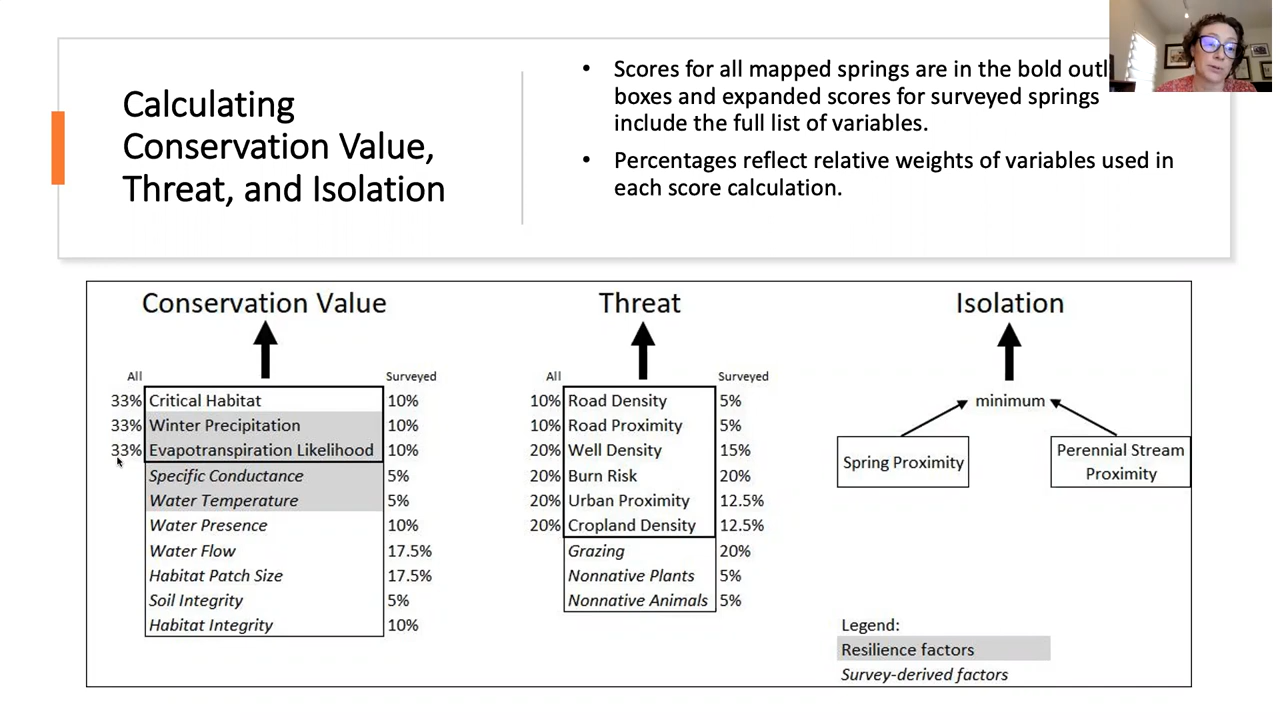 Calculating
Conservation Value,
Threat, and Isolation
• Scores for all mapped springs are in the bold
boxes and expanded scores for surveyed springs
include the full list of variables.
• Percentages reflect relative weights of variables used in
each score calculation.
Conservation Value
All Surveyed
33% Critical Habitat 10%
33% Winter Precipitation 10%
33% Evapotranspiration Likelihood 10%
Specific Conductance 5%
Water Temperature 5%
Water Presence 10%
Water Flow 17.5%
Habitat Patch Size 17.5%
Soil Integrity 5%
Habitat Integrity 10%
Threat
All Surveyed
10% Road Density 5%
10% Road Proximity 5%
20% Well Density 15%
20% Burn Risk 20%
20% Urban Proximity 12.5%
20% Cropland Density 12.5%
Grazing 20%
Nonnative Plants 5%
Nonnative Animals 5%
Isolation
minimum
Spring Proximity
Perennial Stream
Proximity
Legend:
Resilience factors
Survey-derived factors